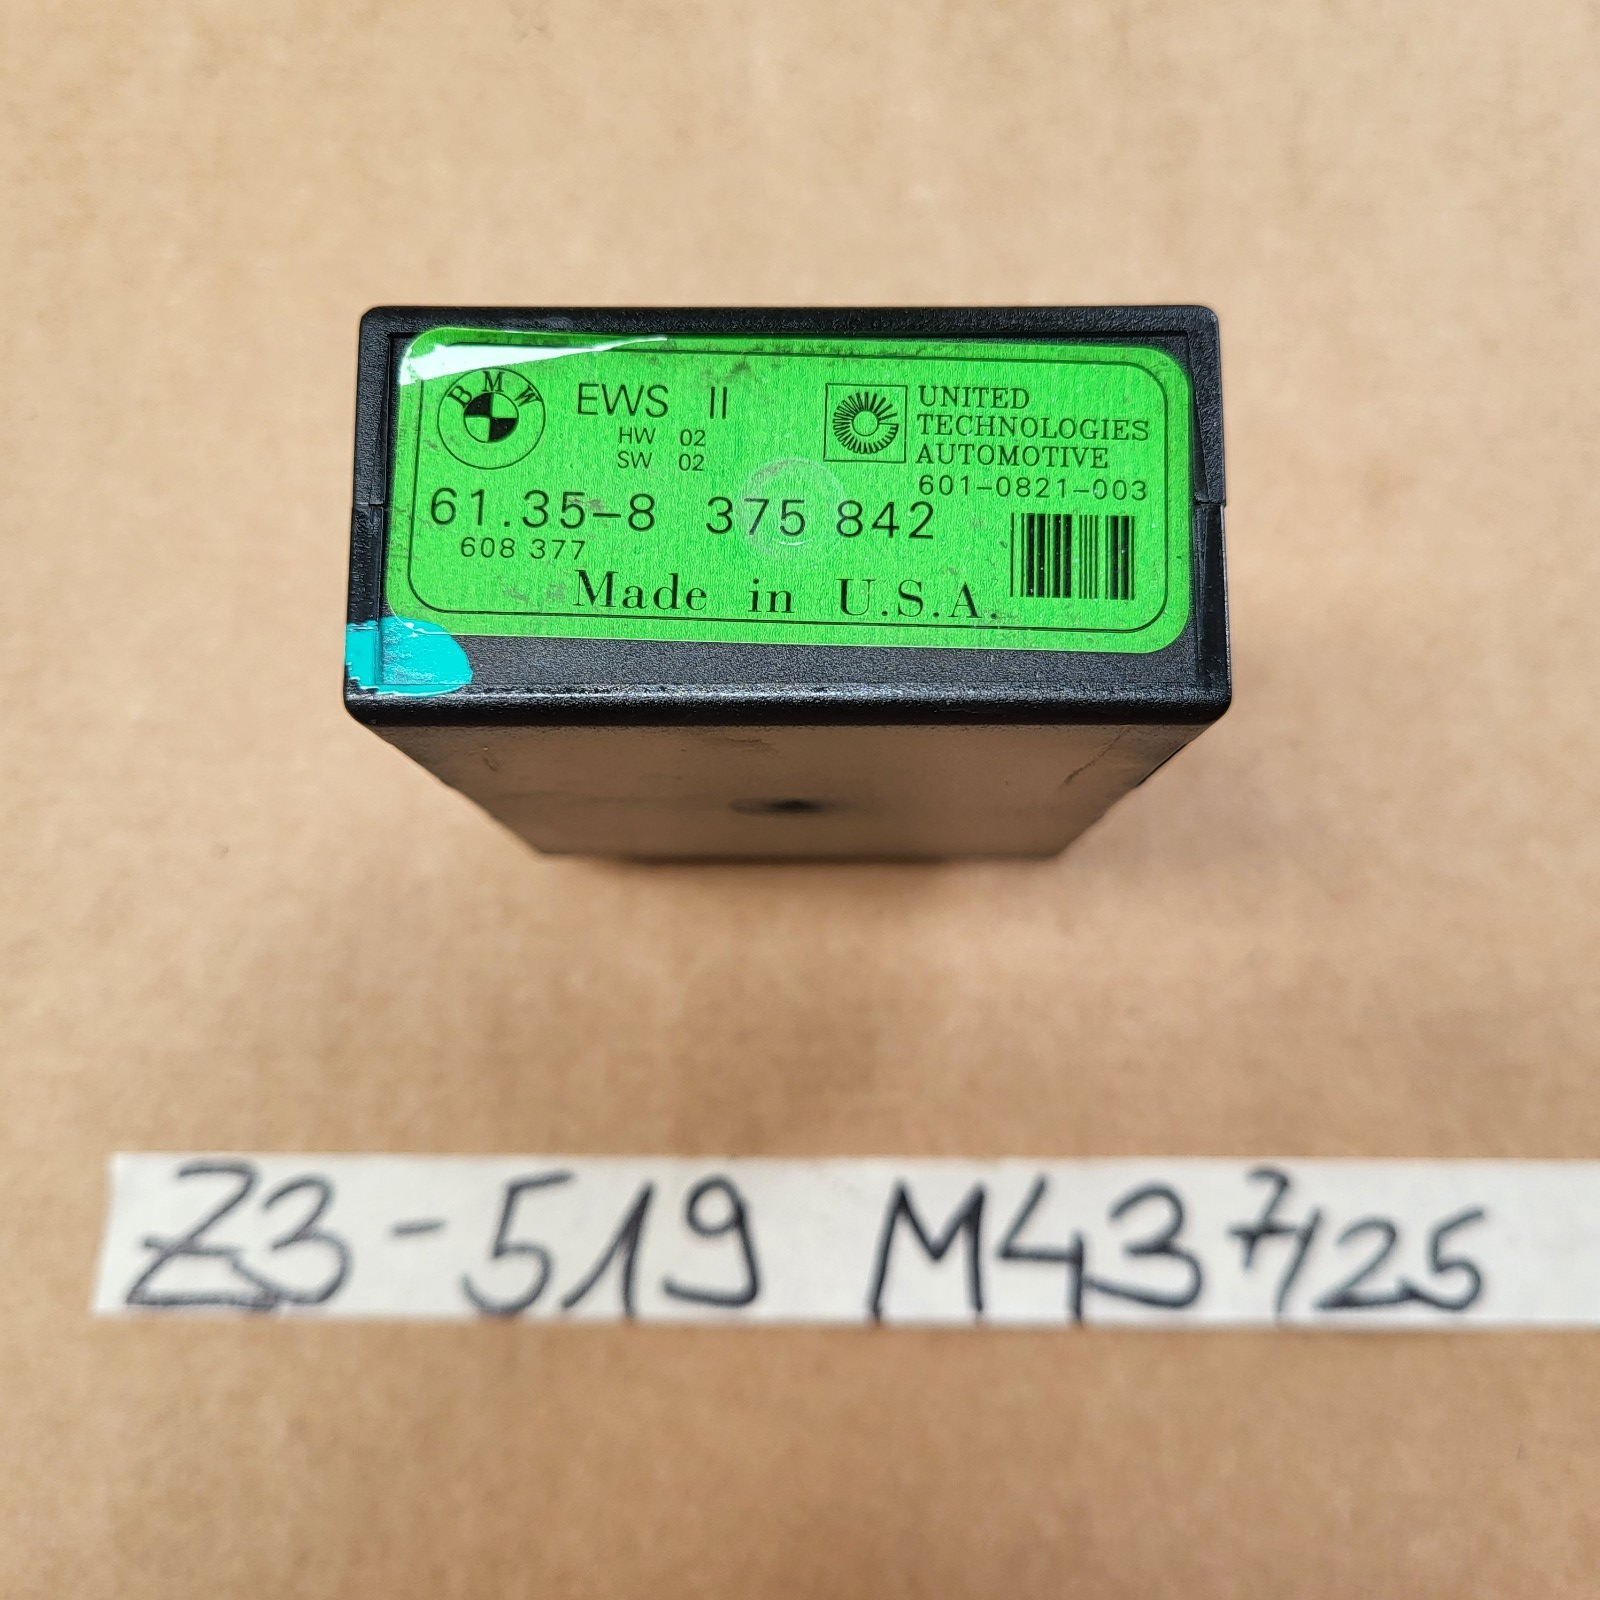 BMW
EWS II
HW 02
SW 02
UNITED
TECHNOLOGIES
AUTOMOTIVE
601-0821-003
61.35-8 375 842
608 377
Made in U.S.A.
Z3-519 M43 7/25